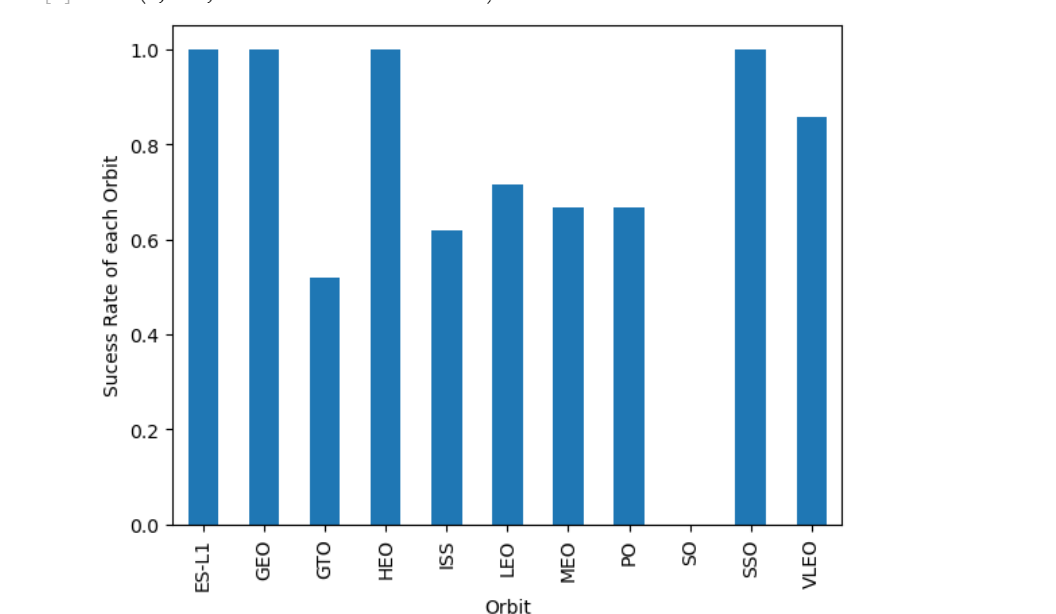 1.0
0.8
0.6
0.4
0.2
0.0
Sucess Rate of each Orbit
ES-L1 GEO GTO HEO ISS LEO MEO PO SO SSO VLEO
Orbit